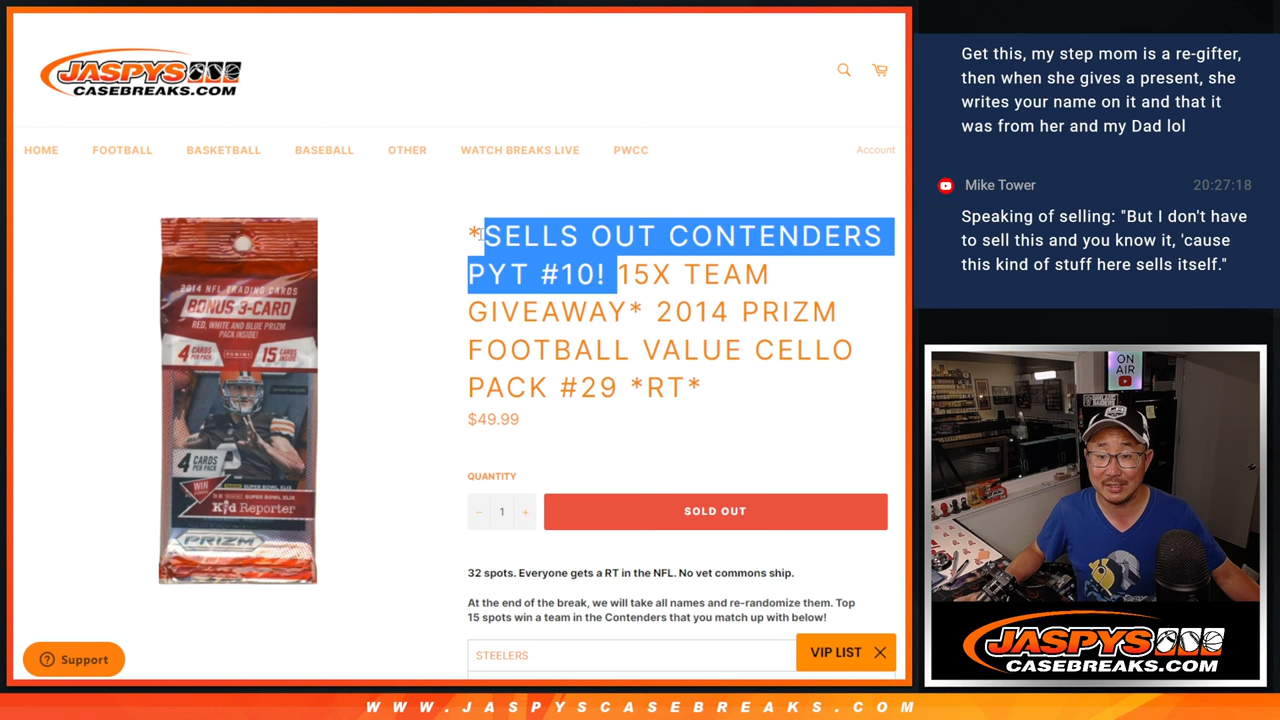 JASPYS
CASEBREAKS.COM
HOME FOOTBALL BASKETBALL BASEBALL OTHER WATCH BREAKS LIVE PWCC Account
2014 NFL TRADING CARDS
BONUS 3-CARD
RED, WHITE AND BLUE PRIZM
PACK INSIDE!
4 CARDS PER PACK PANINI 15 CARDS INSIDE
4 CARDS
PER PACK
WIN
Kid Reporter
PRIZM
*SELLS OUT CONTENDERS
PYT #10! 15X TEAM
GIVEAWAY* 2014 PRIZM
FOOTBALL VALUE CELLO
PACK #29 *RT*
$49.99
QUANTITY
− 1 + SOLD OUT
32 spots. Everyone gets a RT in the NFL. No vet commons ship.
At the end of the break, we will take all names and re-randomize them. Top
15 spots win a team in the Contenders that you match up with below!
STEELERS
Support
VIP LIST
Get this, my step mom is a re-gifter,
then when she gives a present, she
writes your name on it and that it
was from her and my Dad lol
Mike Tower 20:27:18
Speaking of selling: "But I don't have
to sell this and you know it, 'cause
this kind of stuff here sells itself."
ON
AIR
JASPYS
CASEBREAKS.COM
WWW.JASPYSCASEBREAKS.COM